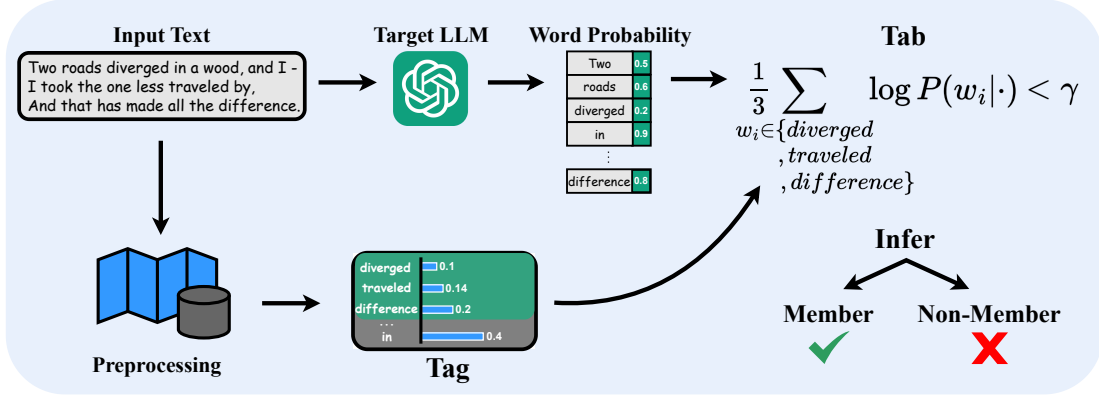 Input Text
Two roads diverged in a wood, and I -
I took the one less traveled by,
And that has made all the difference.
Target LLM
Word Probability
Two 0.5
roads 0.6
diverged 0.2
in 0.9
⋮
difference 0.8
Tab
1/3 ∑ log P(w_i|·) < γ
w_i∈{diverged
,traveled
,difference}
Preprocessing
diverged 0.1
traveled 0.14
difference 0.2
...
in 0.4
Tag
Infer
Member
Non-Member